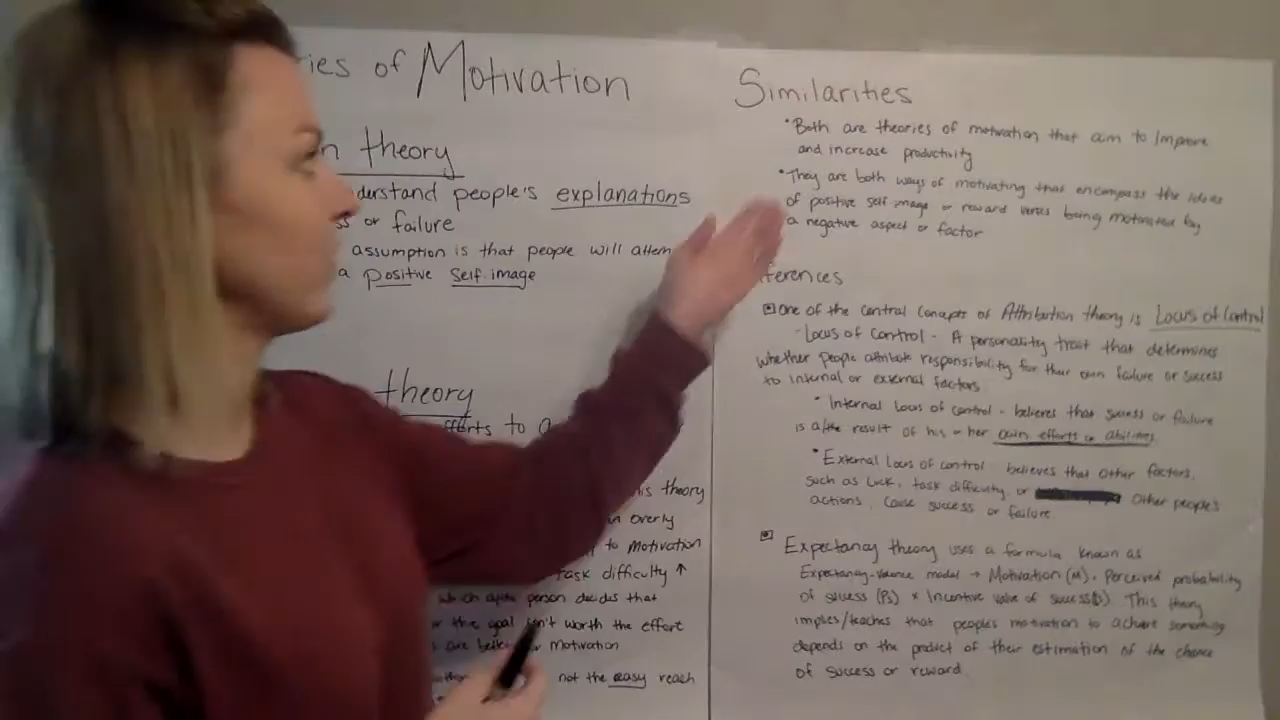 ries of Motivation
n theory
derstand people's explanations
s or failure
assumption is that people will attem
a positive self-image
theory
efforts to a
his theory
an overly
to Motivation
task difficulty ↑
which a person decides that
the goal isn't worth the effort
s are better motivation
not the easy reach
Similarities
• Both are theories of motivation that aim to improve
and increase productivity
• They are both ways of motivating that encompass the ideas
of positive self image or reward verses being motivated by
a negative aspect or factor
ferences
One of the central concepts of Attribution theory is Locus of Control
- Locus of Control - A personality trait that determines
whether people attribute responsibility for their own failure or success
to internal or external factors
• Internal locus of control - believes that success or failure
is a/the result of his or her own efforts or abilities.
• External locus of control believes that other factors,
such as luck, task difficulty, or other people's
actions, cause success or failure.
Expectancy theory uses a formula known as
Expectancy-valence model → Motivation (M), Perceived probability
of success (Ps) x Incentive value of success(Is). This theory
implies/teaches that people's motivation to achieve something
depends on the product of their estimation of the chance
of success or reward.